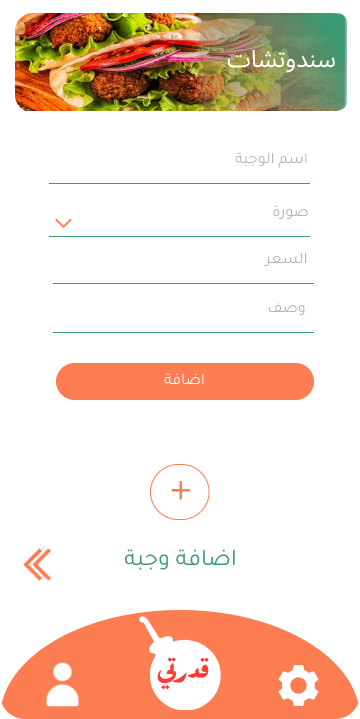 سندوتشات
اسم الوجبة
صورة
السعر
وصف
اضافة
+
اضافة وجبة
قدرتي